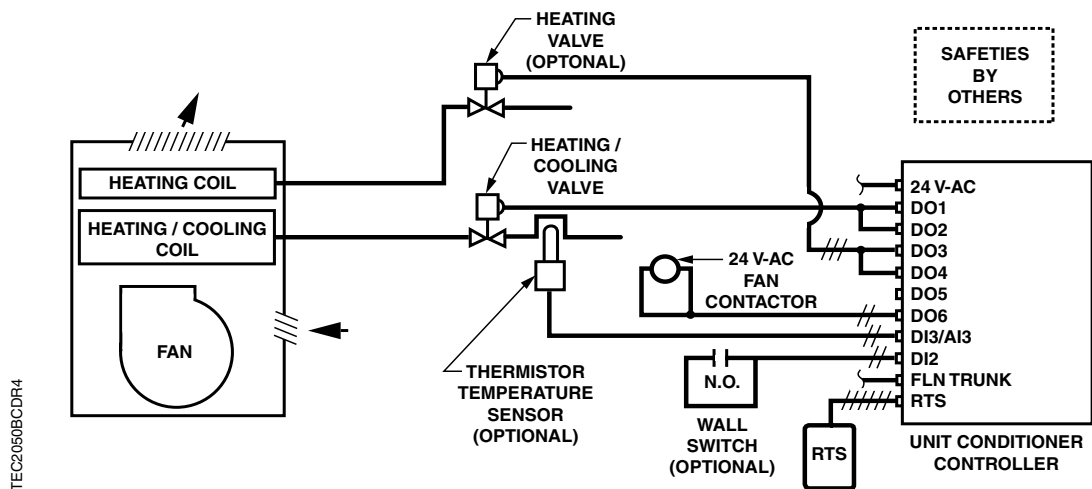 HEATING
VALVE
(OPTONAL)
SAFETIES
BY
OTHERS
HEATING /
COOLING
VALVE
HEATING COIL
HEATING / COOLING
COIL
FAN
24 V-AC
FAN
CONTACTOR
THERMISTOR
TEMPERATURE
SENSOR
(OPTIONAL)
N.O.
WALL
SWITCH
(OPTIONAL)
RTS
24 V-AC
DO1
DO2
DO3
DO4
DO5
DO6
DI3/AI3
DI2
FLN TRUNK
RTS
UNIT CONDITIONER
CONTROLLER
TEC2050BCDR4